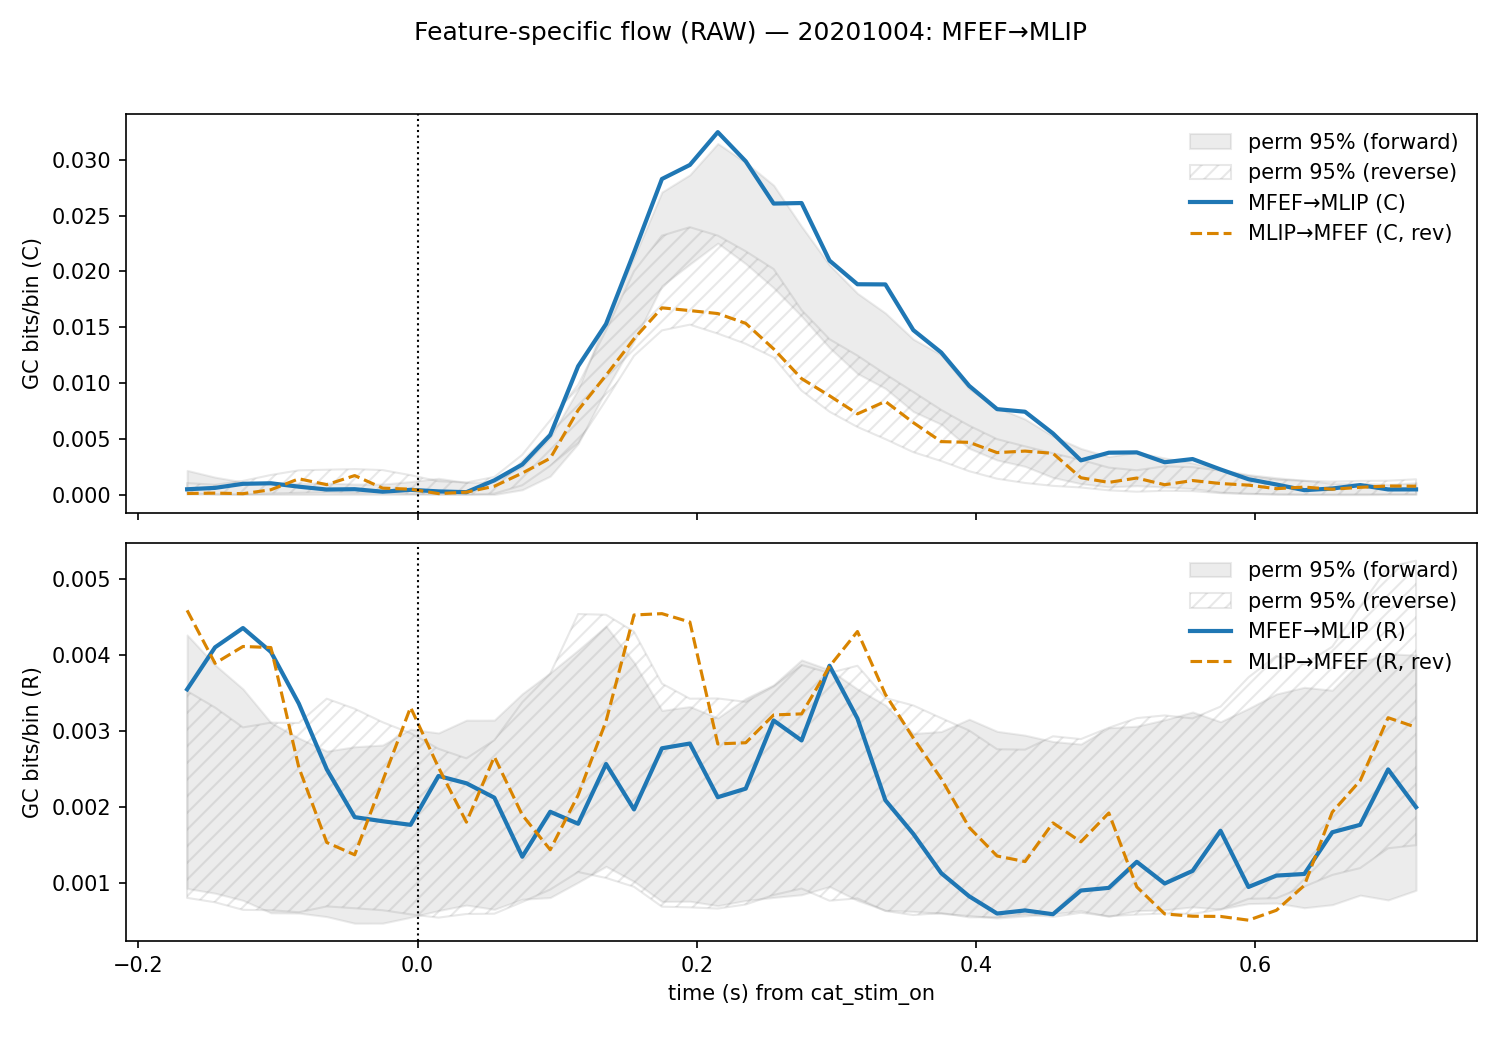 Feature-specific flow (RAW) — 20201004: MFEF→MLIP
GC bits/bin (C)
0.030
0.025
0.020
0.015
0.010
0.005
0.000
perm 95% (forward)
perm 95% (reverse)
MFEF→MLIP (C)
MLIP→MFEF (C, rev)
GC bits/bin (R)
0.005
0.004
0.003
0.002
0.001
perm 95% (forward)
perm 95% (reverse)
MFEF→MLIP (R)
MLIP→MFEF (R, rev)
−0.2 0.0 0.2 0.4 0.6
time (s) from cat_stim_on